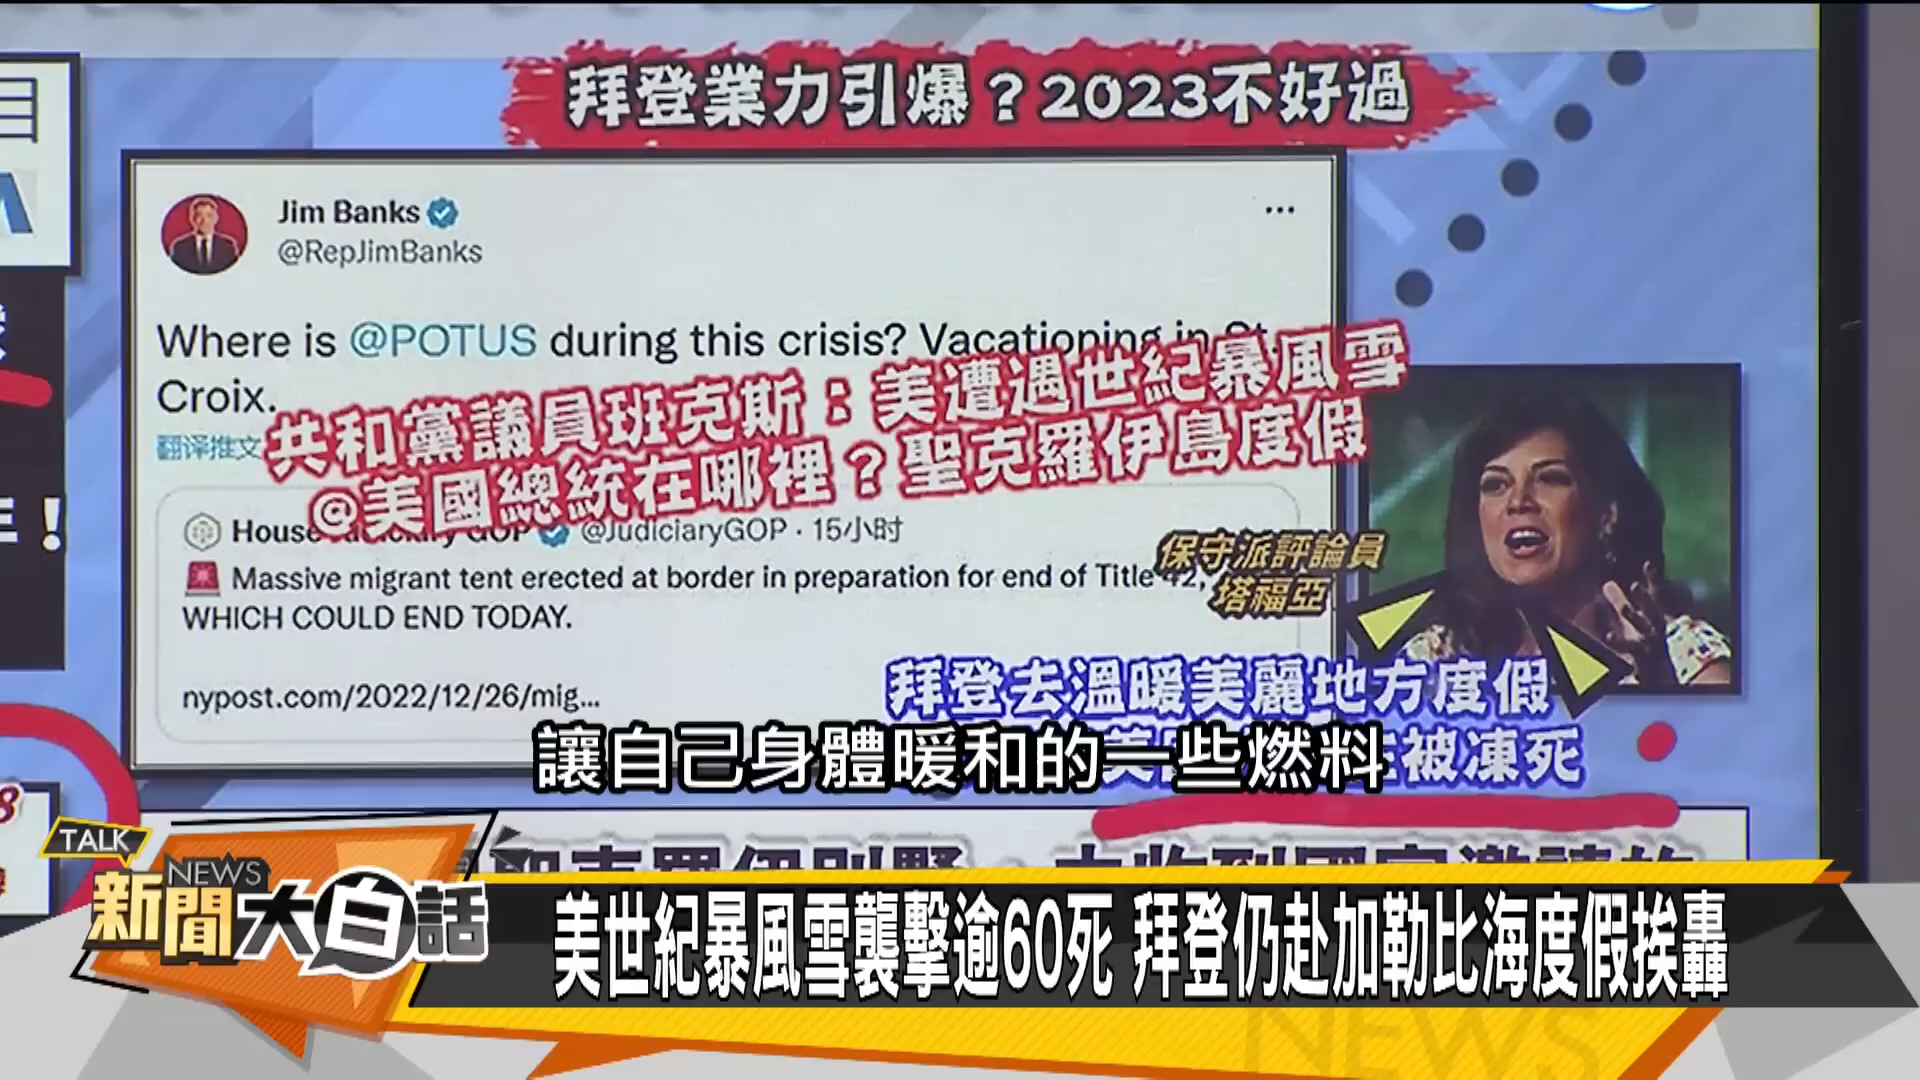 拜登業力引爆？2023不好過
目
Jim Banks
@RepJimBanks
Where is @POTUS during this crisis? Vacationing in St.
Croix.
翻译推文
共和黨議員班克斯：美遭遇世紀暴風雪
@美國總統在哪裡？聖克羅伊島度假
House Judiciary GOP @JudiciaryGOP · 15小时
Massive migrant tent erected at border in preparation for end of Title 42,
WHICH COULD END TODAY.
nypost.com/2022/12/26/mig...
保守派評論員
塔福亞
拜登去溫暖美麗地方度假
被凍死
讓自己身體暖和的一些燃料
TALK
NEWS
新聞大白話
美世紀暴風雪襲擊逾60死 拜登仍赴加勒比海度假挨轟
NEWS